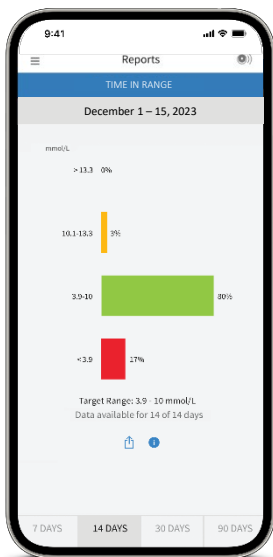 9:41
Reports
TIME IN RANGE
December 1 – 15, 2023
mmol/L
>13.3 0%
10.1-13.3 3%
3.9-10 80%
<3.9 17%
Target Range: 3.9 - 10 mmol/L
Data available for 14 of 14 days
7 DAYS 14 DAYS 30 DAYS 90 DAYS